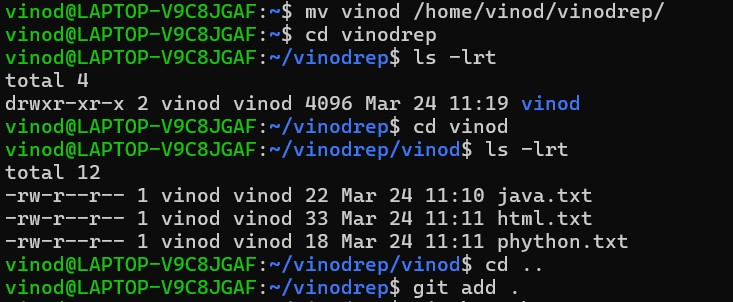 vinod@LAPTOP-V9C8JGAF:~$ mv vinod /home/vinod/vinodrep/
vinod@LAPTOP-V9C8JGAF:~$ cd vinodrep
vinod@LAPTOP-V9C8JGAF:~/vinodrep$ ls -lrt
total 4
drwxr-xr-x 2 vinod vinod 4096 Mar 24 11:19 vinod
vinod@LAPTOP-V9C8JGAF:~/vinodrep$ cd vinod
vinod@LAPTOP-V9C8JGAF:~/vinodrep/vinod$ ls -lrt
total 12
-rw-r--r-- 1 vinod vinod 22 Mar 24 11:10 java.txt
-rw-r--r-- 1 vinod vinod 33 Mar 24 11:11 html.txt
-rw-r--r-- 1 vinod vinod 18 Mar 24 11:11 phython.txt
vinod@LAPTOP-V9C8JGAF:~/vinodrep/vinod$ cd ..
vinod@LAPTOP-V9C8JGAF:~/vinodrep$ git add .